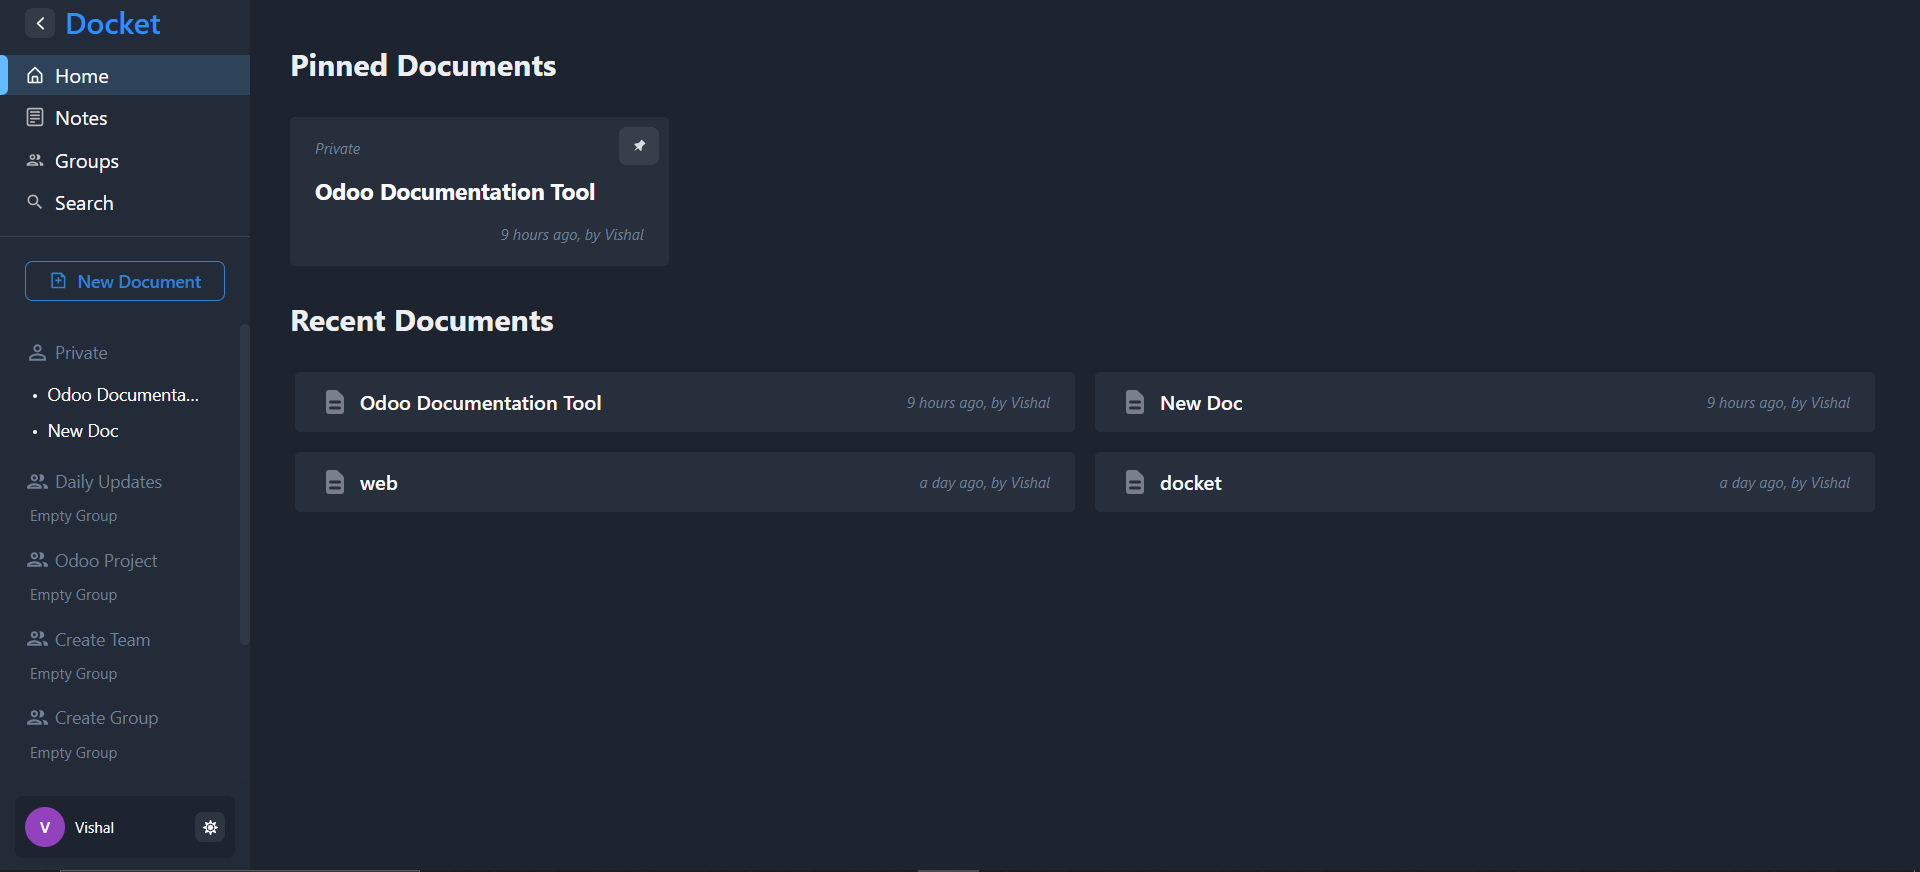 Docket
Home
Notes
Groups
Search
New Document
Private
Odoo Documenta...
New Doc
Daily Updates
Empty Group
Odoo Project
Empty Group
Create Team
Empty Group
Create Group
Empty Group
V Vishal
Pinned Documents
Private
Odoo Documentation Tool
9 hours ago, by Vishal
Recent Documents
Odoo Documentation Tool 9 hours ago, by Vishal
New Doc 9 hours ago, by Vishal
web a day ago, by Vishal
docket a day ago, by Vishal